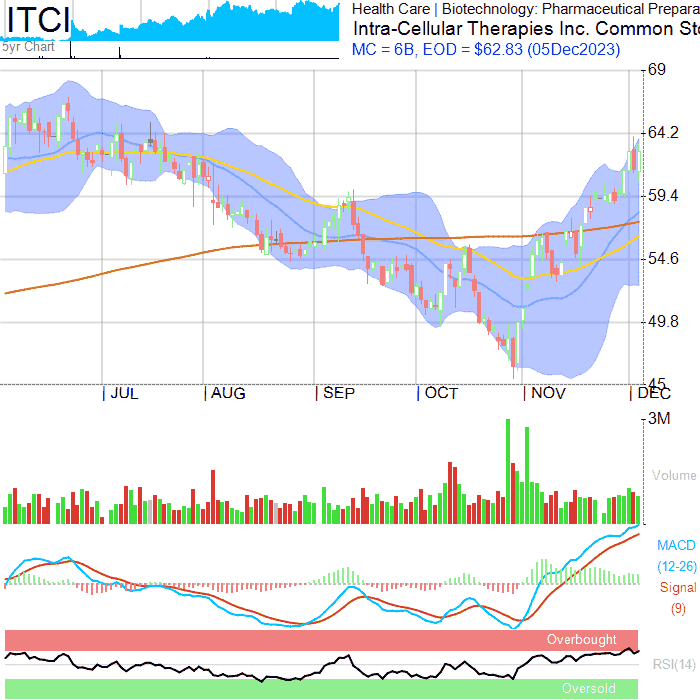 ITCI
5yr Chart
Health Care | Biotechnology: Pharmaceutical Prepara
Intra-Cellular Therapies Inc. Common Sto
MC = 6B, EOD = $62.83 (05Dec2023)
69
64.2
59.4
54.6
49.8
45
JUL AUG SEP OCT NOV DEC
3M
Volume
MACD
(12-26)
Signal
(9)
Overbought
RSI(14)
Oversold